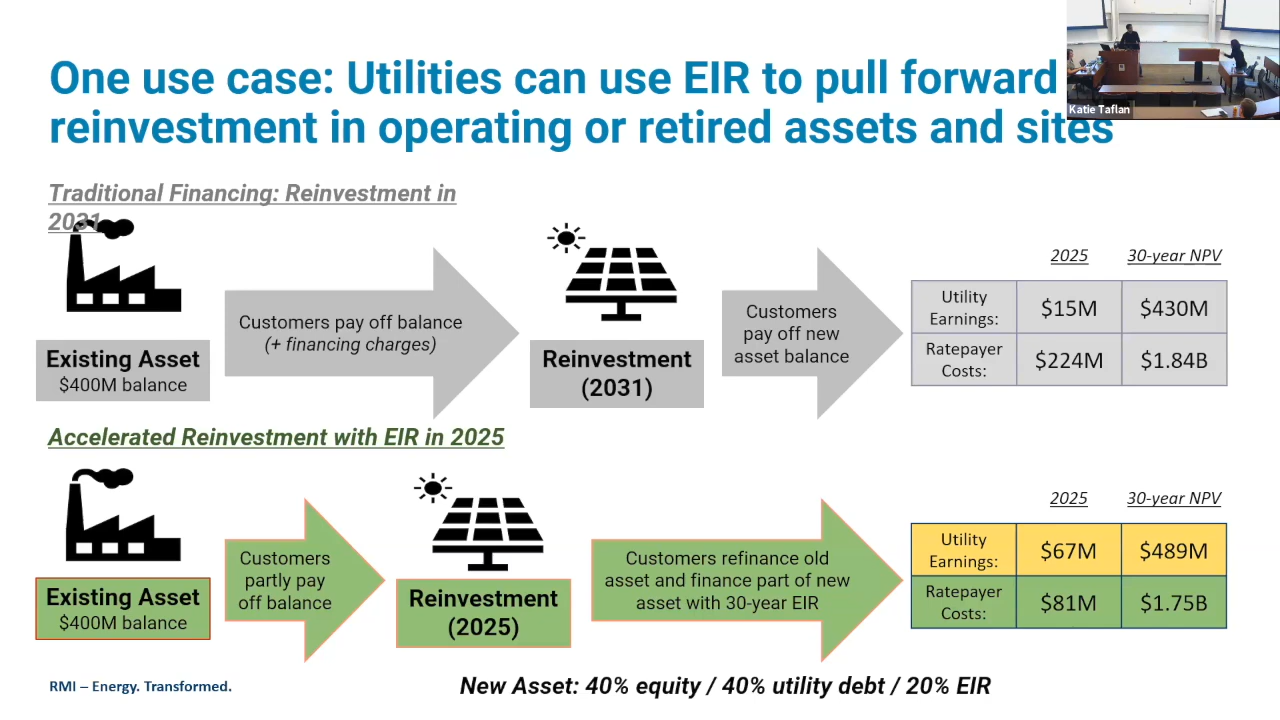 One use case: Utilities can use EIR to pull forward
reinvestment in operating or retired assets and sites
Katie Taflan
Traditional Financing: Reinvestment in
2031
Existing Asset
$400M balance
Customers pay off balance
(+ financing charges)
Reinvestment
(2031)
Customers
pay off new
asset balance
2025 30-year NPV
Utility
Earnings:
$15M $430M
Ratepayer
Costs:
$224M $1.84B
Accelerated Reinvestment with EIR in 2025
Existing Asset
$400M balance
Customers
partly pay
off balance
Reinvestment
(2025)
Customers refinance old
asset and finance part of new
asset with 30-year EIR
2025 30-year NPV
Utility
Earnings:
$67M $489M
Ratepayer
Costs:
$81M $1.75B
RMI – Energy. Transformed.
New Asset: 40% equity / 40% utility debt / 20% EIR